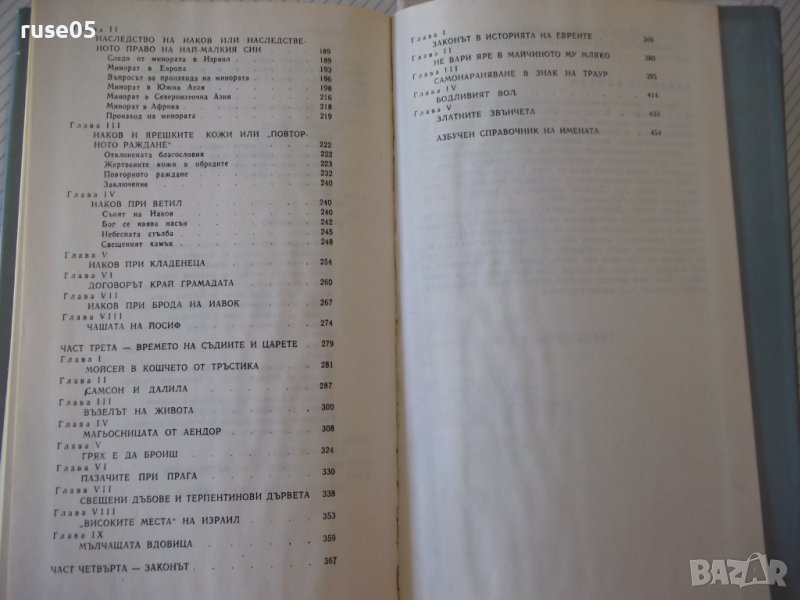 ruse05
Глава II
НАСЛЕДСТВО НА ИАКОВ ИЛИ НАСЛЕДСТВЕ-
НОТО ПРАВО НА НАЙ-МАЛКИЯ СИН 189
Следи от минората в Израил 189
Минорат в Европа 193
Въпросът за произхода на минората 196
Минорат в Южна Азия 198
Минорат в Североизточна Азия 216
Минорат в Африка 218
Произход на минората 219
Глава III
ИАКОВ И ЯРЕШКИТЕ КОЖИ ИЛИ „ПОВТОР-
НОТО РАЖДАНЕ" 222
Отклонената благословия 222
Жертвените кожи в обредите 223
Повторното раждане 232
Заключение 240
Глава IV
ИАКОВ ПРИ ВЕТИЛ 240
Сънят на Иаков 240
Бог се явява насън 242
Небесната стълба 245
Свещеният камък 248
Глава V
ИАКОВ ПРИ КЛАДЕНЕЦА 254
Глава VI
ДОГОВОРЪТ КРАЙ ГРАМАДАТА 260
Глава VII
ИАКОВ ПРИ БРОДА НА ИАВОК 267
Глава VIII
ЧАШАТА НА ЙОСИФ 274
ЧАСТ ТРЕТА — ВРЕМЕТО НА СЪДИИТЕ И ЦАРЕТЕ 279
Глава I
МОЙСЕЙ В КОШЧЕТО ОТ ТРЪСТИКА 281
Глава II
САМСОН И ДАЛИЛА 287
Глава III
ВЪЗЕЛЪТ НА ЖИВОТА 300
Глава IV
МАГЬОСНИЦАТА ОТ АЕНДОР 308
Глава V
ГРЯХ Е ДА БРОИШ 324
Глава VI
ПАЗАЧИТЕ ПРИ ПРАГА 330
Глава VII
СВЕЩЕНИ ДЪБОВЕ И ТЕРПЕНТИНОВИ ДЪРВЕТА 338
Глава VIII
„ВИСОКИТЕ МЕСТА" НА ИЗРАИЛ 353
Глава IX
МЪЛЧАЩАТА ВДОВИЦА 359
ЧАСТ ЧЕТВЪРТА — ЗАКОНЪТ 367
Глава I
ЗАКОНЪТ В ИСТОРИЯТА НА ЕВРЕИТЕ 369
Глава II
НЕ ВАРИ ЯРЕ В МАЙЧИНОТО МУ МЛЯКО 380
Глава III
САМОНАРАНЯВАНЕ В ЗНАК НА ТРАУР 395
Глава IV
БОДЛИВИЯТ ВОЛ 414
Глава V
ЗЛАТНИТЕ ЗВЪНЧЕТА 433
АЗБУЧЕН СПРАВОЧНИК НА ИМЕНАТА 454
BAZAR